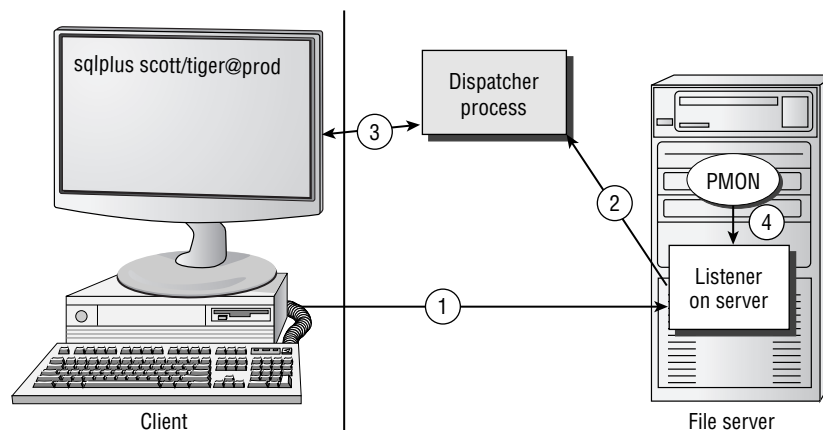 sqlplus scott/tiger@prod
Dispatcher
process
3
PMON
2
4
Listener
on server
1
Client
File server